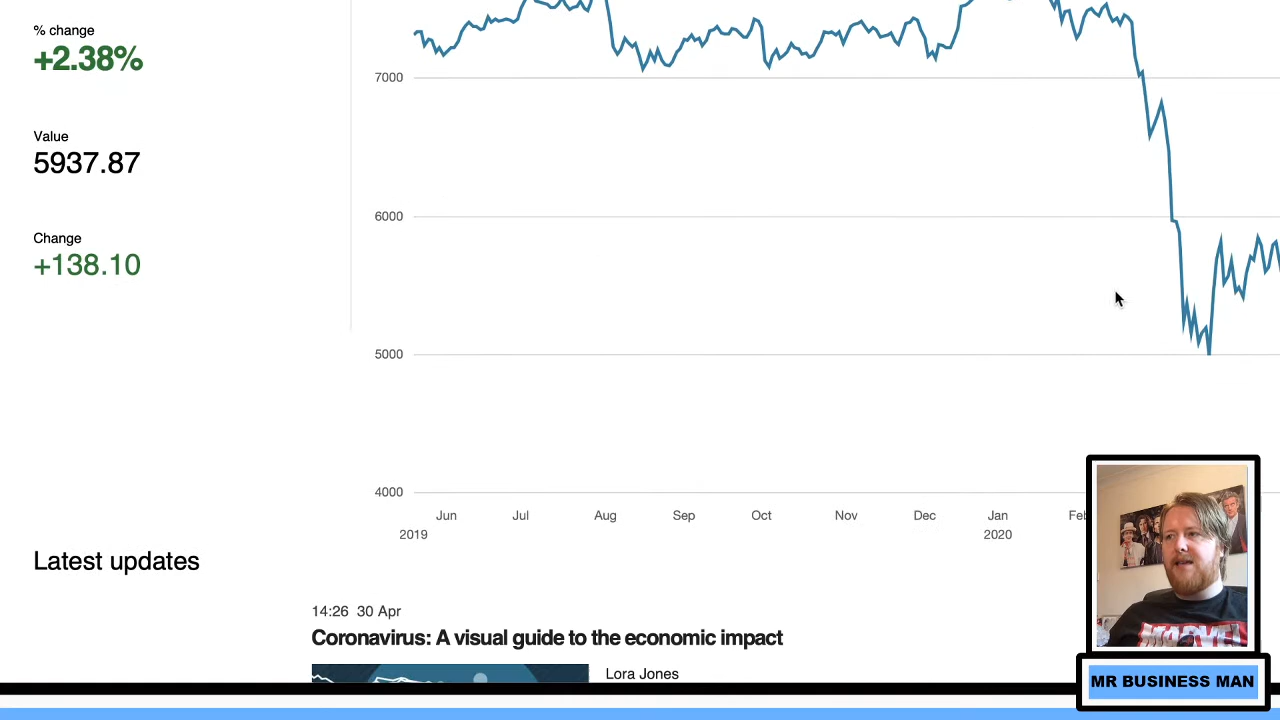 % change
+2.38%
Value
5937.87
Change
+138.10
7000
6000
5000
4000
Jun
Jul
Aug
Sep
Oct
Nov
Dec
Jan
Feb
2019
2020
Latest updates
14:26 30 Apr
Coronavirus: A visual guide to the economic impact
Lora Jones
MARVEL
MR BUSINESS MAN